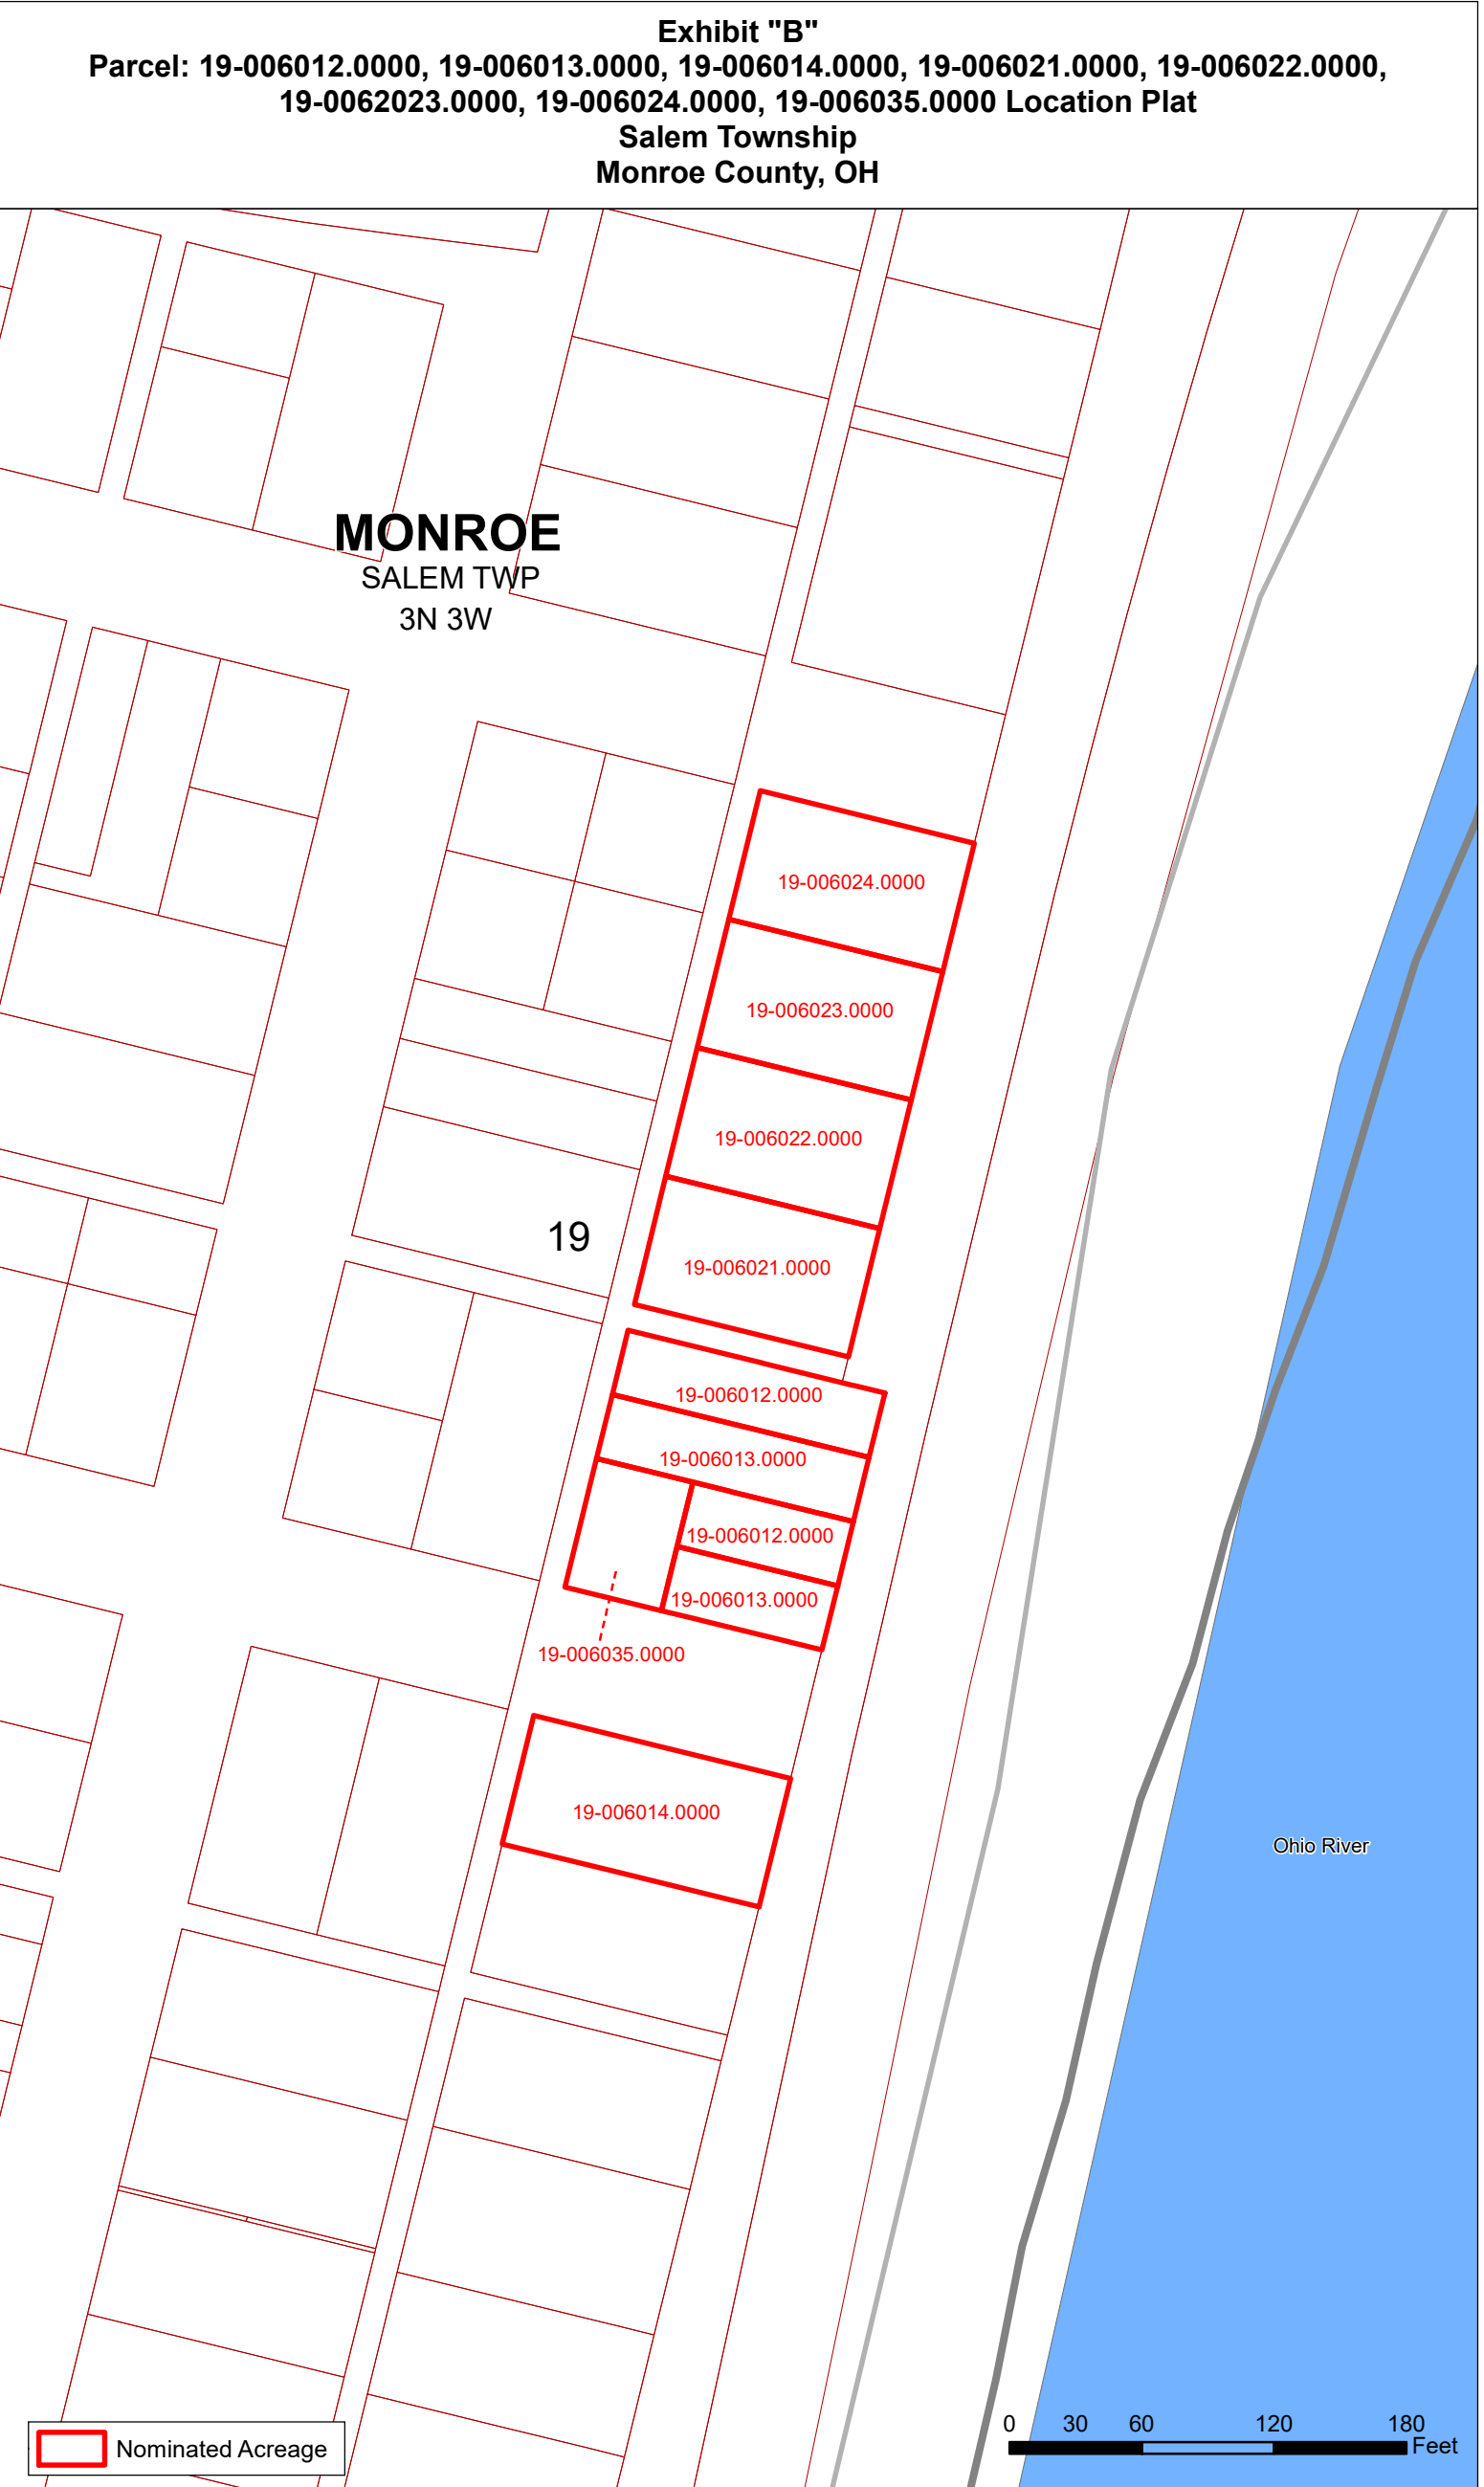 Exhibit "B"
Parcel: 19-006012.0000, 19-006013.0000, 19-006014.0000, 19-006021.0000, 19-006022.0000,
19-0062023.0000, 19-006024.0000, 19-006035.0000 Location Plat
Salem Township
Monroe County, OH
MONROE
SALEM TWP
3N 3W
19-006024.0000
19-006023.0000
19-006022.0000
19
19-006021.0000
19-006012.0000
19-006013.0000
19-006012.0000
19-006013.0000
19-006035.0000
19-006014.0000
Ohio River
Nominated Acreage
0 30 60 120 180
Feet